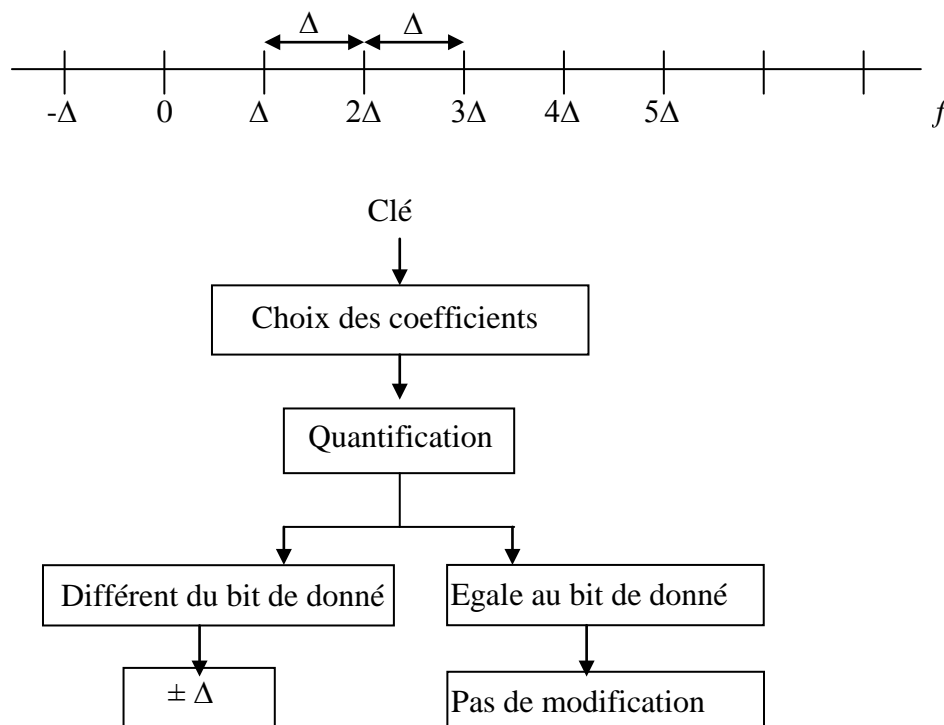 Δ Δ
-Δ 0 Δ 2Δ 3Δ 4Δ 5Δ f
Clé
Choix des coefficients
Quantification
Différent du bit de donné Egale au bit de donné
± Δ Pas de modification